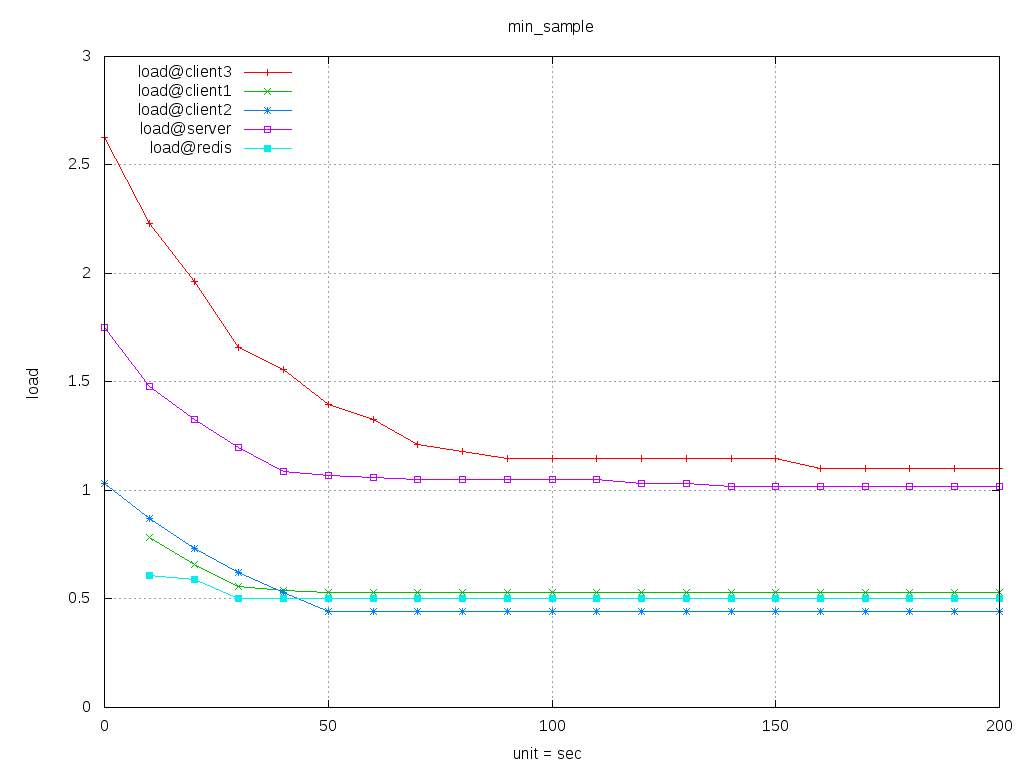 min_sample
3
2.5
2
1.5
1
0.5
0
load
load@client3
load@client1
load@client2
load@server
load@redis
0 50 100 150 200
unit = sec